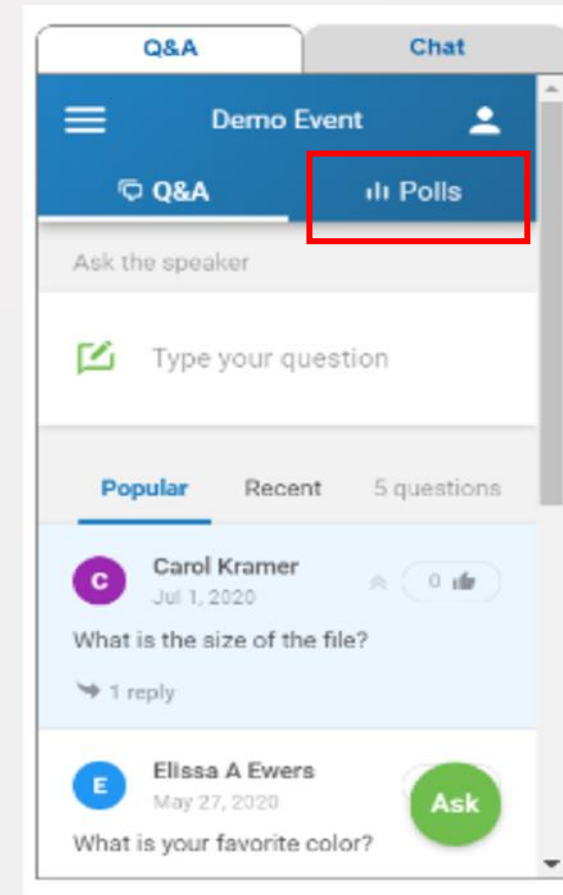 Q&A Chat
Demo Event
Q&A Polls
Ask the speaker
Type your question
Popular Recent 5 questions
C Carol Kramer
Jul 1, 2020
0
What is the size of the file?
1 reply
E Elissa A Ewers
May 27, 2020
Ask
What is your favorite color?